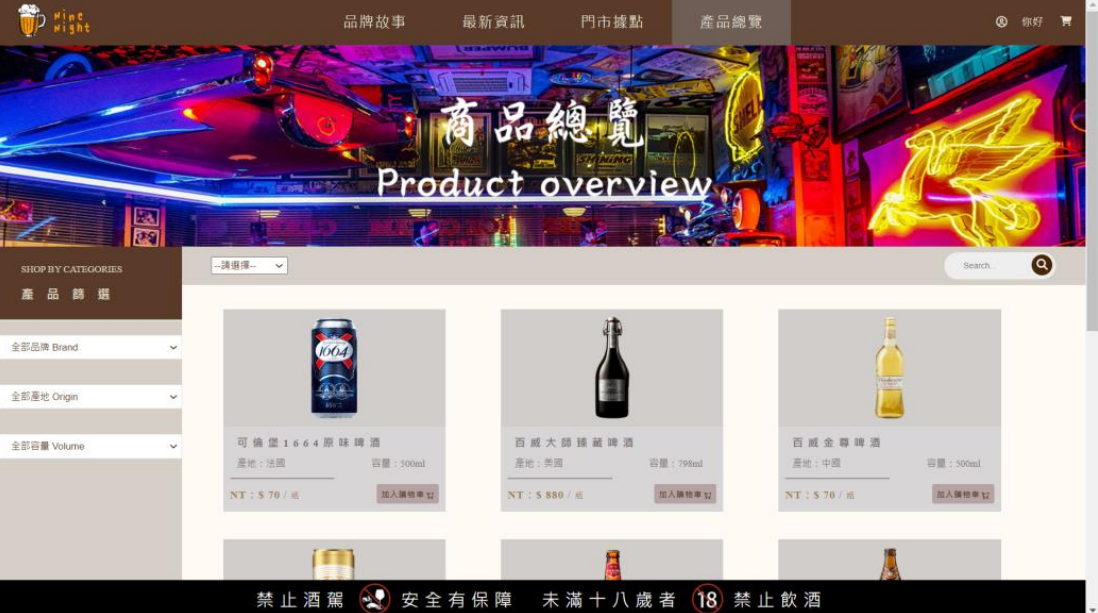 Nine
Night
品牌故事
最新資訊
門市據點
產品總覽
你好
商品總覽
Product overview
SHOP BY CATEGORIES
產品篩選
--請選擇--
Search..
全部品牌 Brand
全部產地 Origin
全部容量 Volume
1664
可倫堡1664原味啤酒
產地：法國
容量：500ml
NT：$ 70 / 瓶
加入購物車
百威大師臻藏啤酒
產地：美國
容量：798ml
NT：$ 880 / 瓶
加入購物車
百威金尊啤酒
產地：中國
容量：500ml
NT：$ 70 / 瓶
加入購物車
禁止酒駕 安全有保障 未滿十八歲者 18 禁止飲酒